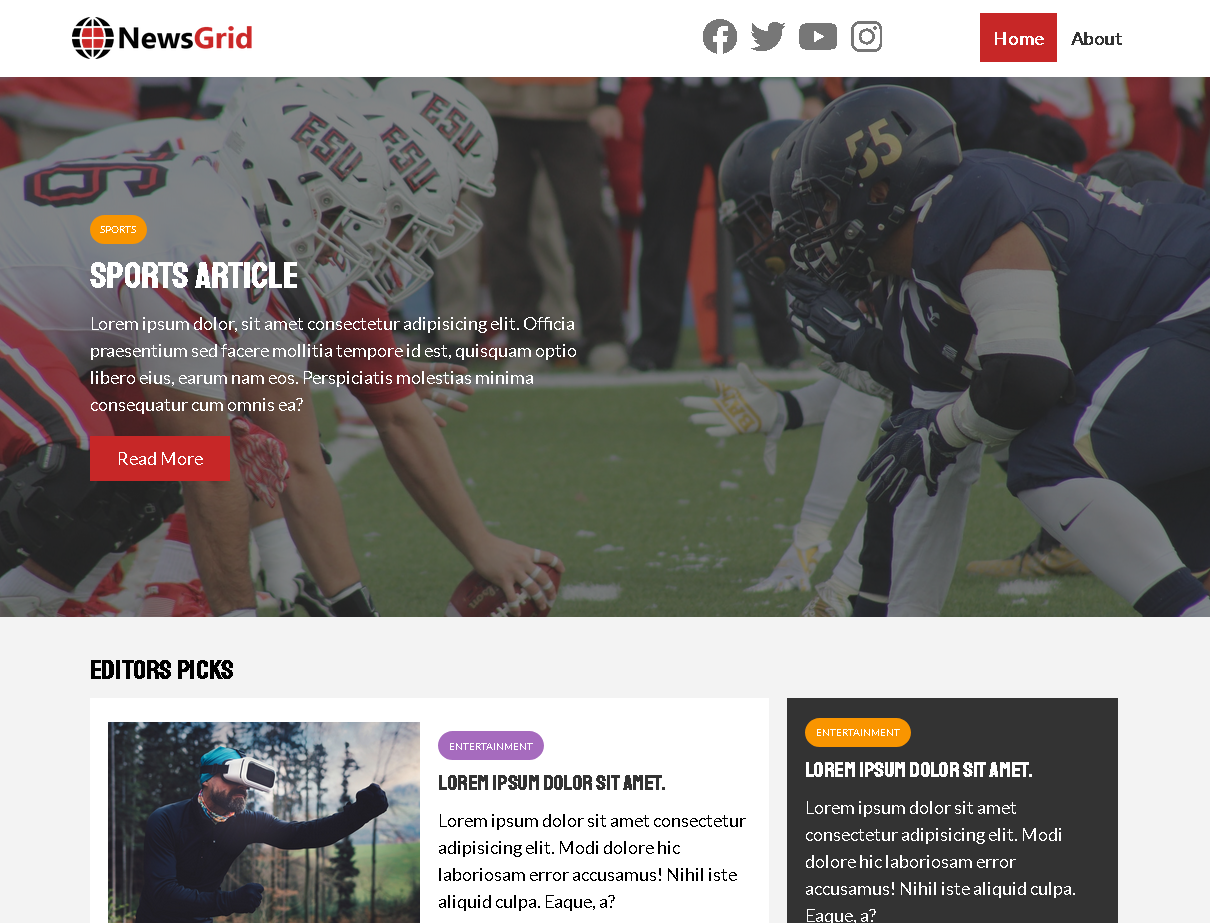 NewsGrid
Home
About
ESU
ESU
ESU
55
SPORTS
SPORTS ARTICLE
Lorem ipsum dolor, sit amet consectetur adipisicing elit. Officia
praesentium sed facere mollitia tempore id est, quisquam optio
libero eius, earum nam eos. Perspiciatis molestias minima
consequatur cum omnis ea?
Read More
EDITORS PICKS
ENTERTAINMENT
LOREM IPSUM DOLOR SIT AMET.
Lorem ipsum dolor sit amet consectetur
adipisicing elit. Modi dolore hic
laboriosam error accusamus! Nihil iste
aliquid culpa. Eaque, a?
ENTERTAINMENT
LOREM IPSUM DOLOR SIT AMET.
Lorem ipsum dolor sit amet
consectetur adipisicing elit. Modi
dolore hic laboriosam error
accusamus! Nihil iste aliquid culpa.
Eaque, a?